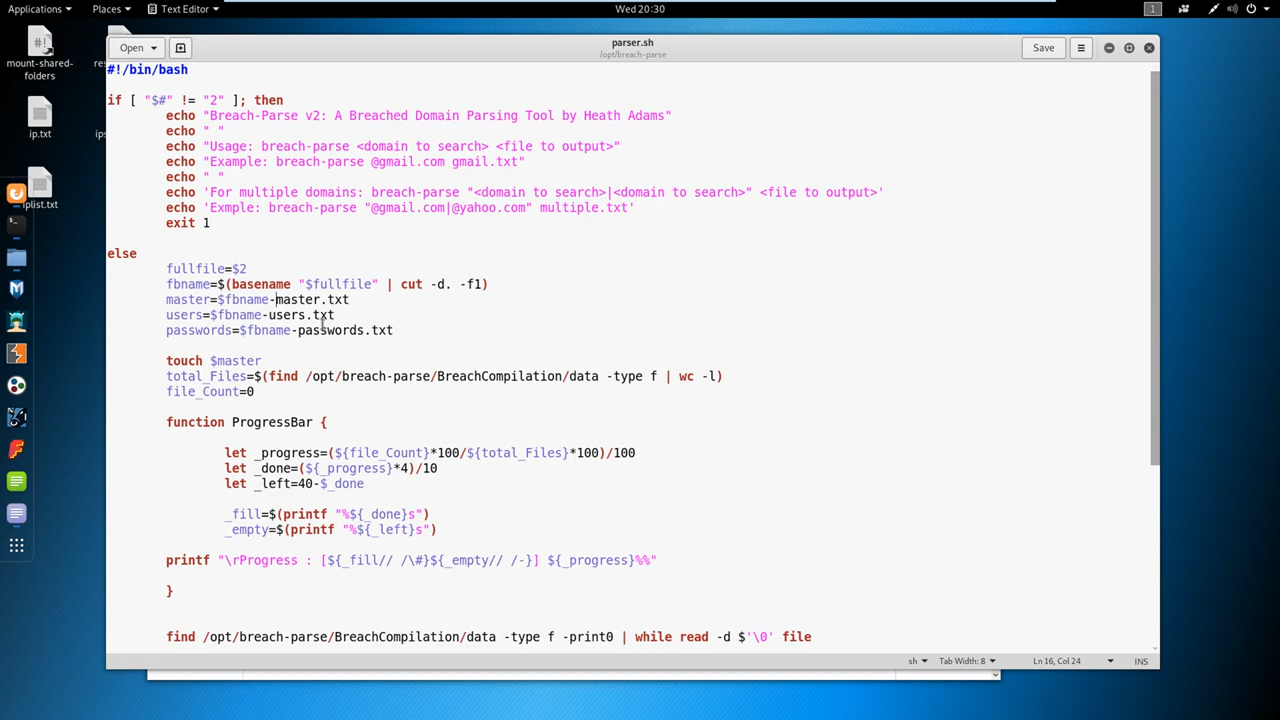 Applications
Places
Text Editor
Wed 20:30
1
Open
parser.sh
/opt/breach-parse
Save
mount-shared-folders
ip.txt
iplist.txt
#!/bin/bash
if [ "$#" != "2" ]; then
echo "Breach-Parse v2: A Breached Domain Parsing Tool by Heath Adams"
echo " "
echo "Usage: breach-parse <domain to search> <file to output>"
echo "Example: breach-parse @gmail.com gmail.txt"
echo " "
echo 'For multiple domains: breach-parse "<domain to search>|<domain to search>" <file to output>'
echo 'Exmple: breach-parse "@gmail.com|@yahoo.com" multiple.txt'
exit 1
else
fullfile=$2
fbname=$(basename "$fullfile" | cut -d. -f1)
master=$fbname-master.txt
users=$fbname-users.txt
passwords=$fbname-passwords.txt
touch $master
total_Files=$(find /opt/breach-parse/BreachCompilation/data -type f | wc -l)
file_Count=0
function ProgressBar {
let _progress=(${file_Count}*100/${total_Files}*100)/100
let _done=(${_progress}*4)/10
let _left=40-$_done
_fill=$(printf "%${_done}s")
_empty=$(printf "%${_left}s")
printf "\rProgress : [${_fill// /\#}${_empty// /-}] ${_progress}%%"
}
find /opt/breach-parse/BreachCompilation/data -type f -print0 | while read -d $'\0' file
sh
Tab Width: 8
Ln 16, Col 24
INS